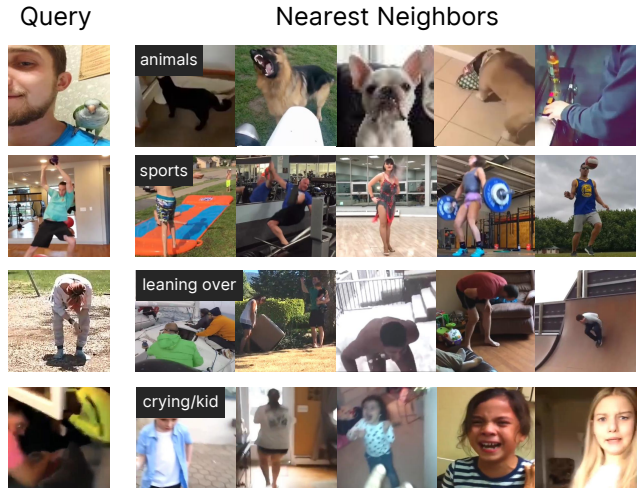 Query
Nearest Neighbors
animals
sports
leaning over
crying/kid